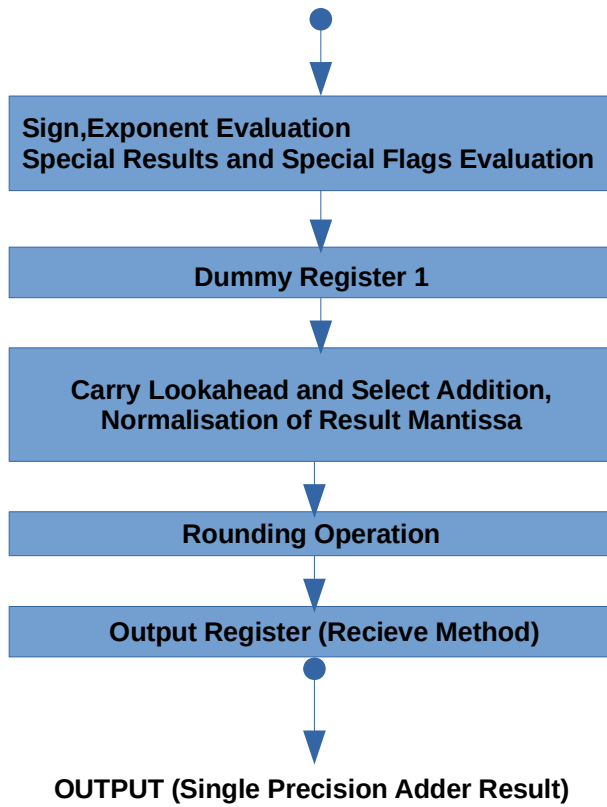 Sign,Exponent Evaluation
Special Results and Special Flags Evaluation
Dummy Register 1
Carry Lookahead and Select Addition,
Normalisation of Result Mantissa
Rounding Operation
Output Register (Recieve Method)
OUTPUT (Single Precision Adder Result)